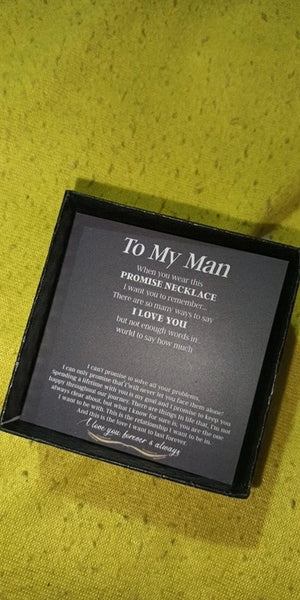 To My Man
When you wear this
PROMISE NECKLACE
I want you to remember...
There are so many ways to say
I LOVE YOU
but not enough words in
world to say how much
I can't promise to solve all your problems,
I can only promise that I will never let you face them alone!
Spending a lifetime with you is my goal and I promise to keep you
happy throughout our journey. There are things in life that, I'm not
always clear about, but what I know for sure is, you are the one
I want to be with. This is the relationship I want to be in.
And this is the love I want to last forever.
I love you, forever & always